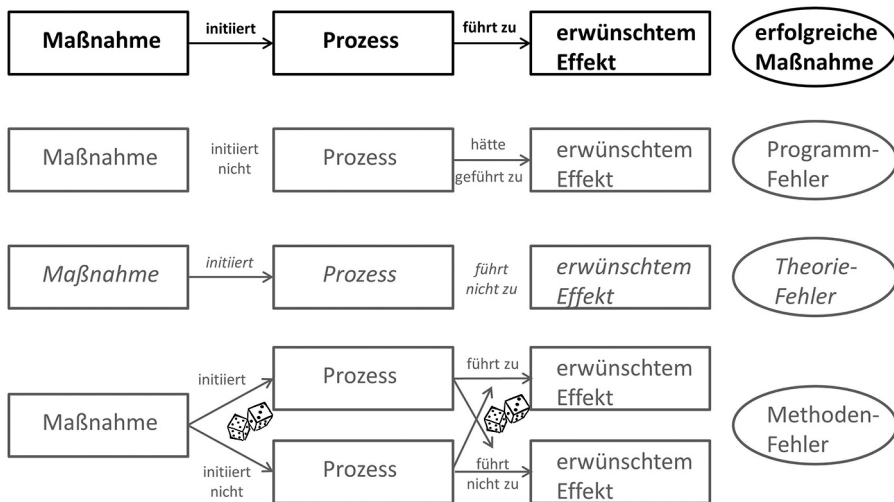 Maßnahme
initiiert
Prozess
führt zu
erwünschtem
Effekt
erfolgreiche
Maßnahme
Maßnahme
initiiert
nicht
Prozess
hätte
geführt zu
erwünschtem
Effekt
Programm-
Fehler
Maßnahme
initiiert
Prozess
führt
nicht zu
erwünschtem
Effekt
Theorie-
Fehler
Maßnahme
initiiert
Prozess
führt zu
erwünschtem
Effekt
initiiert
nicht
Prozess
führt
nicht zu
erwünschtem
Effekt
Methoden-
Fehler